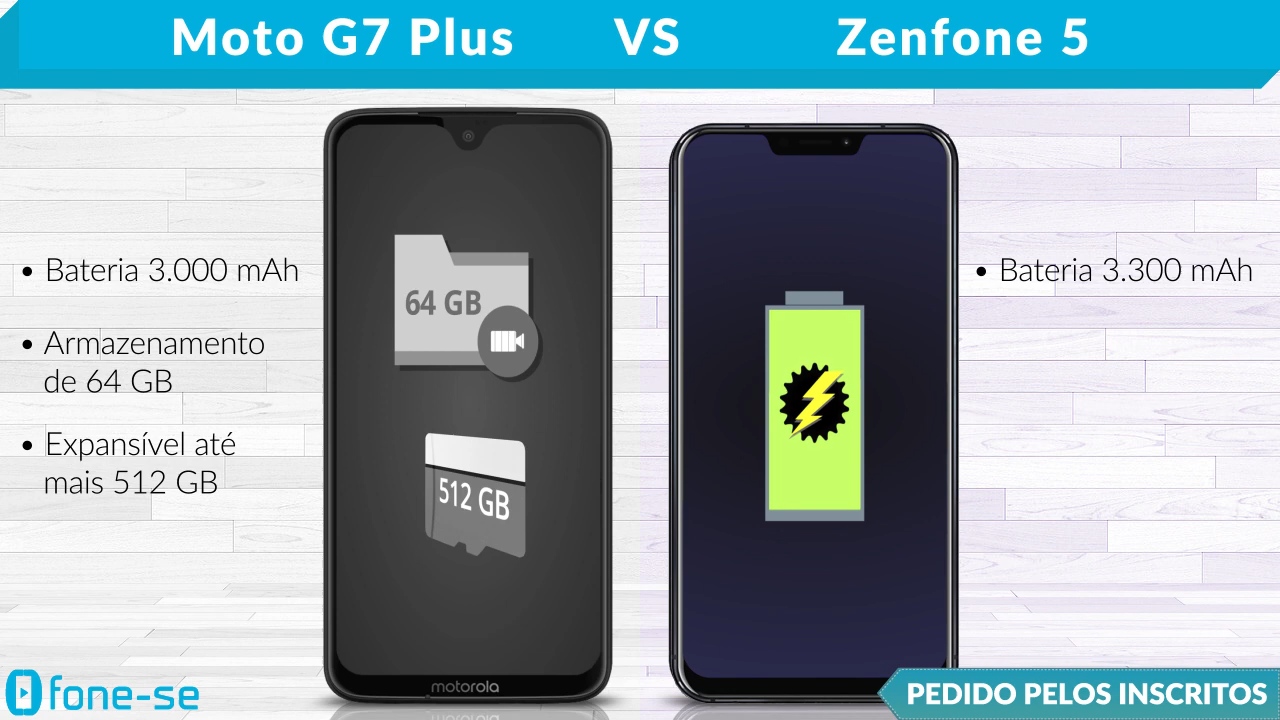 Moto G7 Plus VS Zenfone 5
• Bateria 3.000 mAh
• Armazenamento
de 64 GB
• Expansível até
mais 512 GB
64 GB
512 GB
motorola
• Bateria 3.300 mAh
fone-se
PEDIDO PELOS NSCRITOS